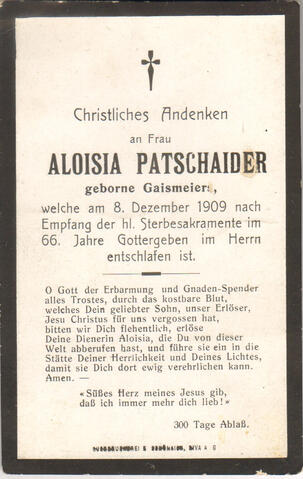 Christliches Andenken
an Frau
ALOISIA PATSCHAIDER
geborne Gaismeier,
welche am 8. Dezember 1909 nach
Empfang der hl. Sterbesakramente im
66. Jahre Gottergeben im Herrn
entschlafen ist.
O Gott der Erbarmung und Gnaden-Spender
alles Trostes, durch das kostbare Blut,
welches Dein geliebter Sohn, unser Erlöser,
Jesu Christus für uns vergossen hat,
bitten wir Dich flehentlich, erlöse
Deine Dienerin Aloisia, die Du von dieser
Welt abberufen hast, und führe sie ein in die
Stätte Deiner Herrlichkeit und Deines Lichtes,
damit sie Dich dort ewig verehrlichen kann.
Amen. —
«Süßes Herz meines Jesus gib,
daß ich immer mehr dich lieb!»
300 Tage Ablaß.